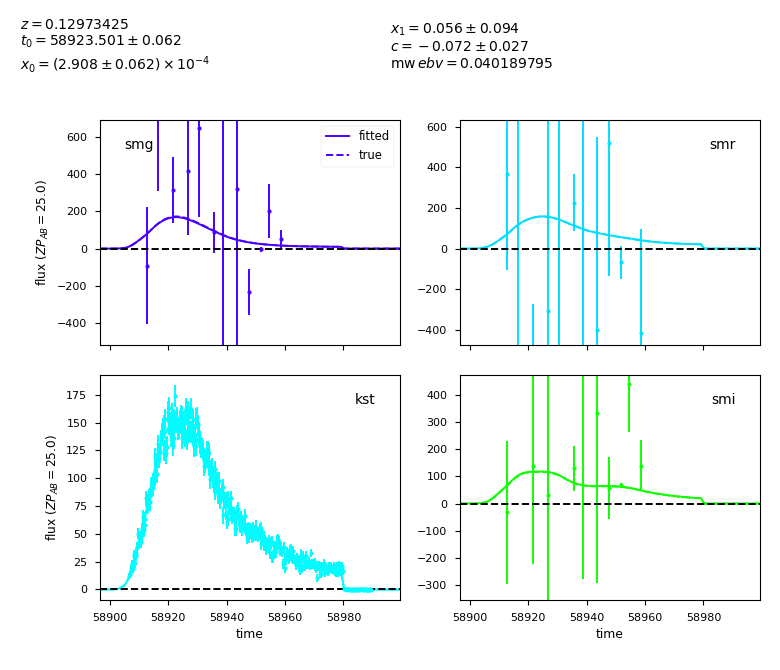 z = 0.12973425
t₀ = 58923.501 ± 0.062
x₀ = (2.908 ± 0.062) × 10⁻⁴
x₁ = 0.056 ± 0.094
c = −0.072 ± 0.027
mw ebv = 0.040189795
smg
fitted
true
600
400
200
0
−200
−400
flux (ZP_AB = 25.0)
smr
600
400
200
0
−200
−400
kst
175
150
125
100
75
50
25
0
flux (ZP_AB = 25.0)
58900 58920 58940 58960 58980
time
smi
400
300
200
100
0
−100
−200
−300
58900 58920 58940 58960 58980
time